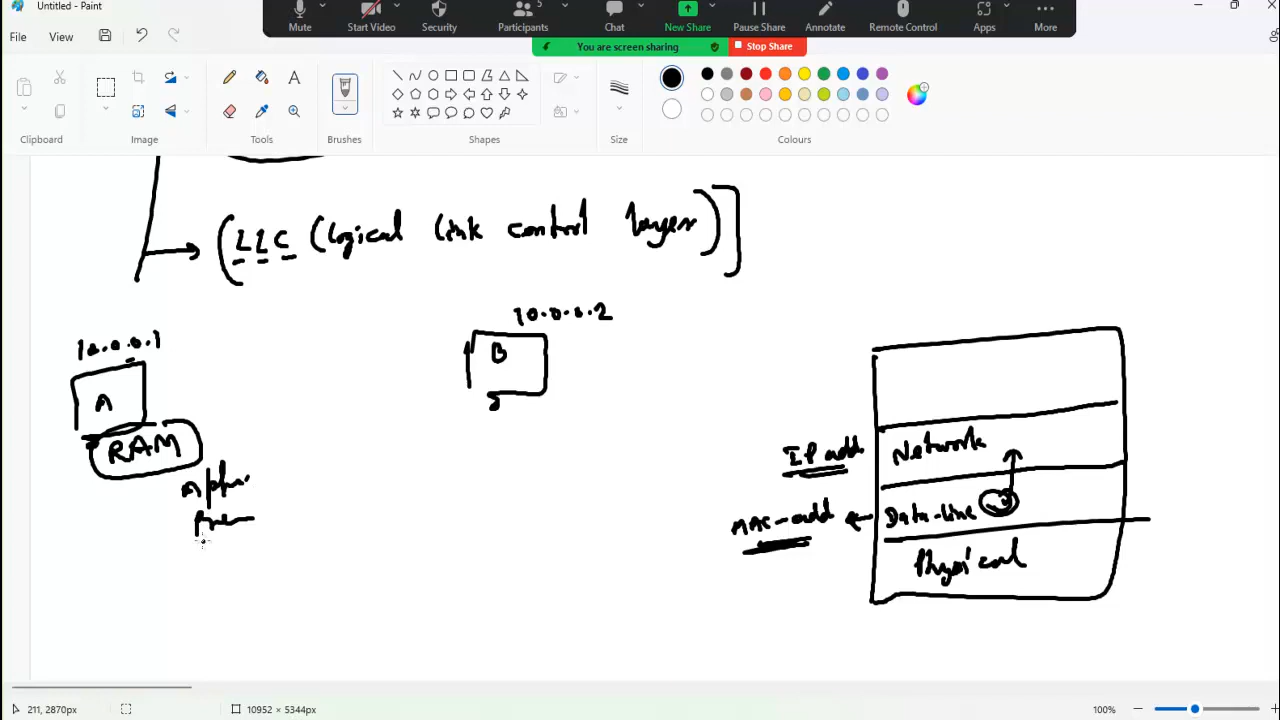 Untitled - Paint
Mute
Start Video
Security
5
Participants
Chat
New Share
Pause Share
Annotate
Remote Control
Apps
More
You are screen sharing
Stop Share
File
View
A
Clipboard
Image
Tools
Brushes
Shapes
Size
Colours
(LLC (logical link control layer))]
10.0.0.1
10.0.0.2
A
B
RAM
IP add
Network
MAC-add
Data-line
Physical
211, 2870px
10952 × 5344px
100%